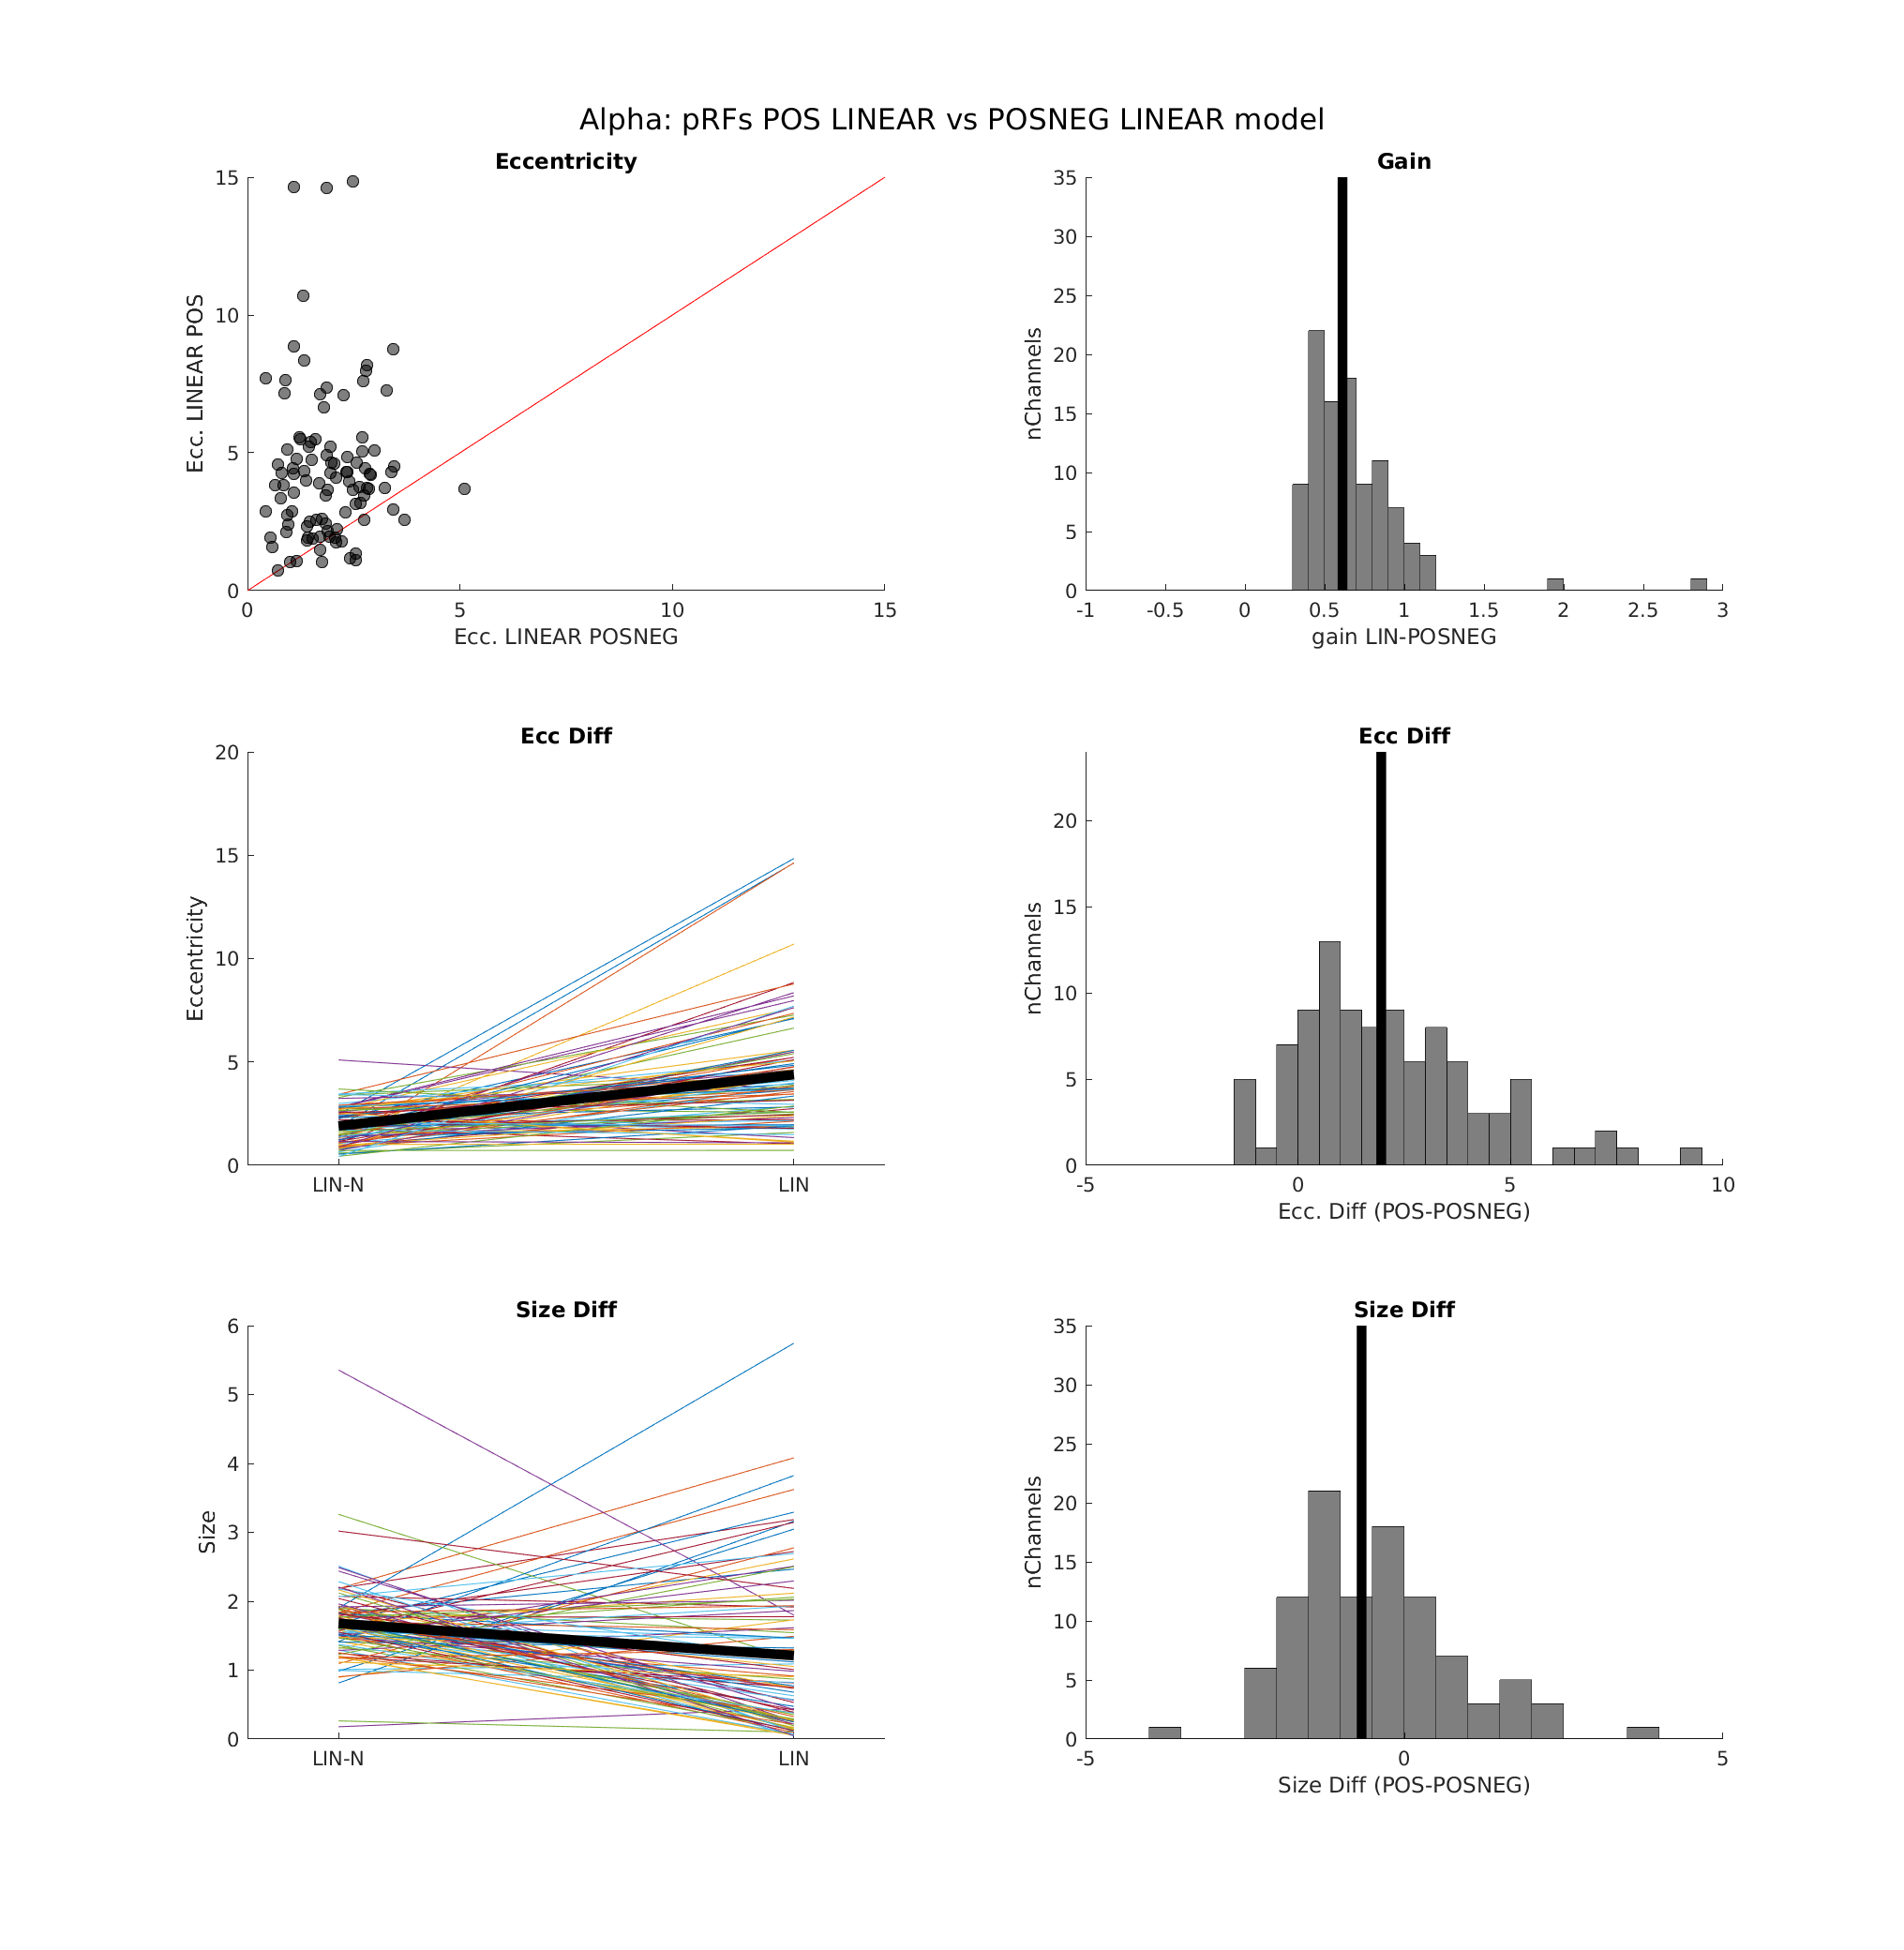 Alpha: pRFs POS LINEAR vs POSNEG LINEAR model
Eccentricity
15
10
5
0
Ecc. LINEAR POS
0 5 10 15
Ecc. LINEAR POSNEG
Gain
35
30
25
20
15
10
5
0
nChannels
-1 -0.5 0 0.5 1 1.5 2 2.5 3
gain LIN-POSNEG
Ecc Diff
20
15
10
5
0
Eccentricity
LIN-N LIN
Ecc Diff
20
15
10
5
0
nChannels
-5 0 5 10
Ecc. Diff (POS-POSNEG)
Size Diff
6
5
4
3
2
1
0
Size
LIN-N LIN
Size Diff
35
30
25
20
15
10
5
0
nChannels
-5 0 5
Size Diff (POS-POSNEG)